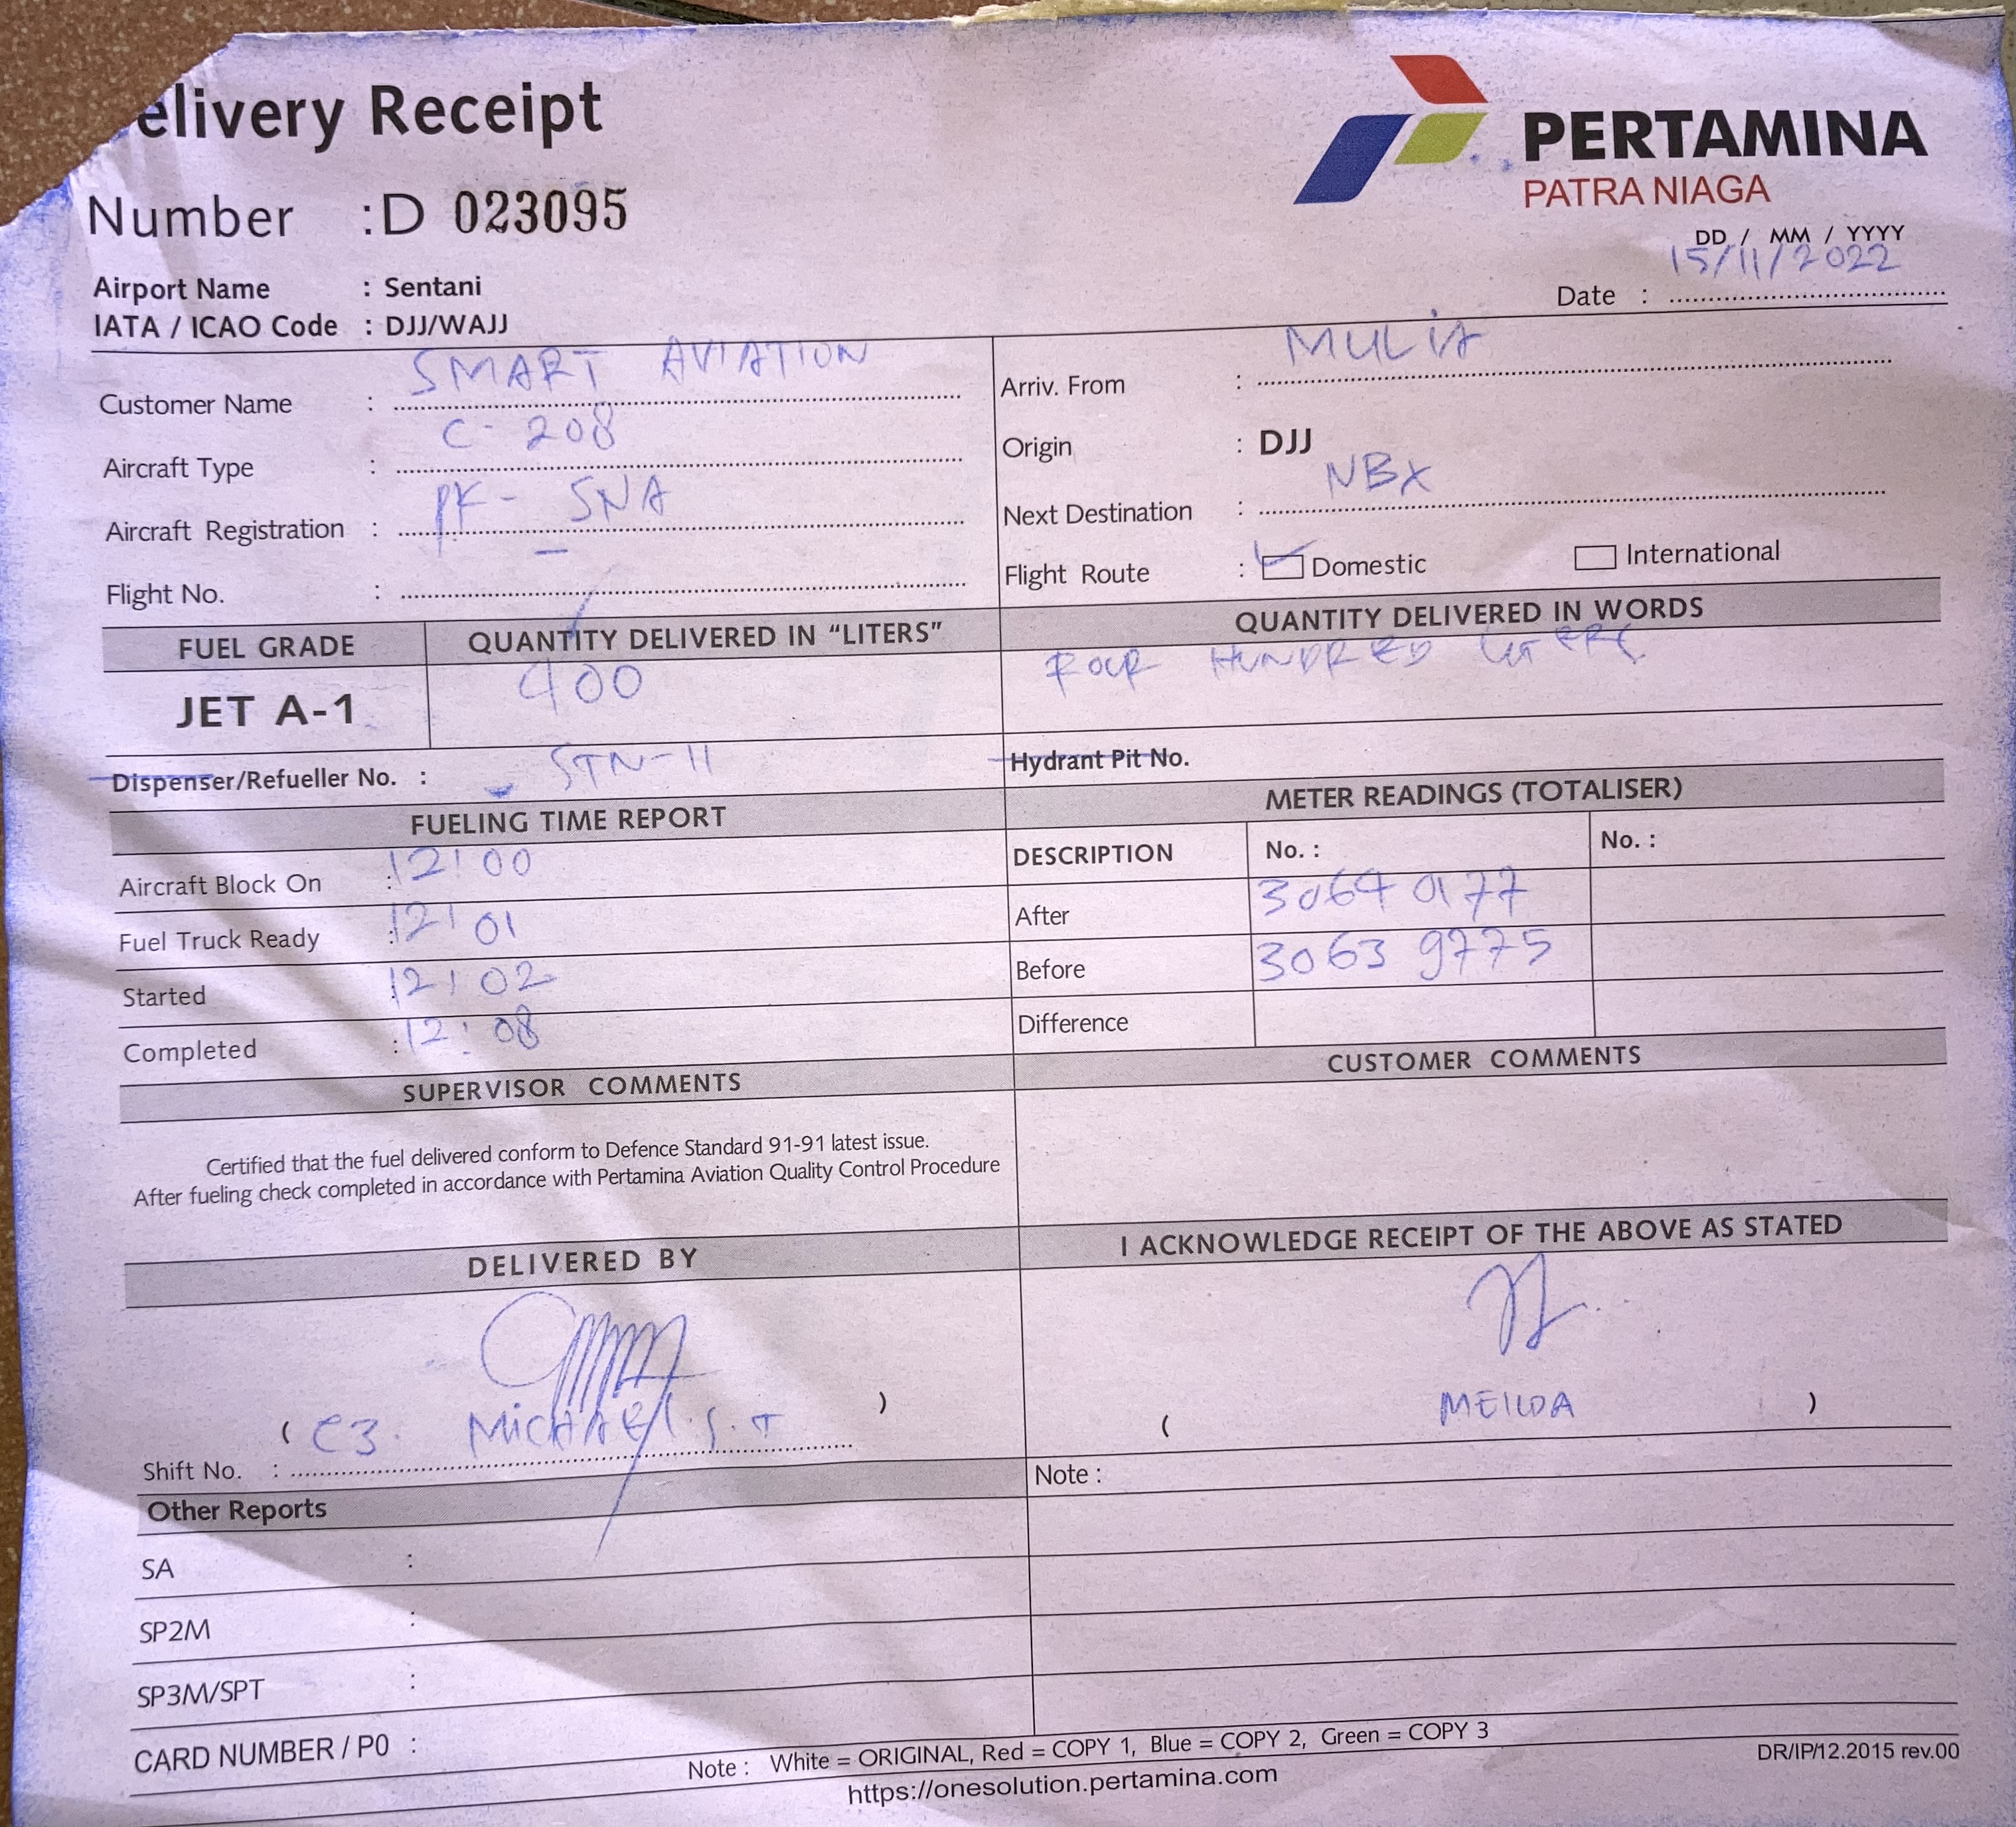 elivery Receipt
PERTAMINA
PATRA NIAGA
Number : D 023095
DD / MM / YYYY
Date : 15/11/2022
Airport Name : Sentani
IATA / ICAO Code : DJJ/WAJJ
Customer Name : SMART AVIATION
Arriv. From : MULIA
Aircraft Type : C-208
Origin : DJJ
Aircraft Registration : PK-SNA
Next Destination : NBX
Flight No. : -
Flight Route : Domestic International
FUEL GRADE QUANTITY DELIVERED IN “LITERS” QUANTITY DELIVERED IN WORDS
JET A-1 400 FOUR HUNDRED LITERS
Dispenser/Refueller No. : STN-11 Hydrant Pit No.
FUELING TIME REPORT METER READINGS (TOTALISER)
DESCRIPTION No. : No. :
Aircraft Block On : 12:00
After 3064 0177
Fuel Truck Ready : 12:01
Before 3063 9775
Started : 12:02
Difference
Completed : 12:08
SUPERVISOR COMMENTS CUSTOMER COMMENTS
Certified that the fuel delivered conform to Defence Standard 91-91 latest issue.
After fueling check completed in accordance with Pertamina Aviation Quality Control Procedure
DELIVERED BY I ACKNOWLEDGE RECEIPT OF THE ABOVE AS STATED
( C3. MICHAEL.S.T )
( MEILDA )
Shift No. :
Note :
Other Reports
SA :
SP2M :
SP3M/SPT :
CARD NUMBER / P0 :
Note : White = ORIGINAL, Red = COPY 1, Blue = COPY 2, Green = COPY 3
DR/IP/12.2015 rev.00
https://onesolution.pertamina.com